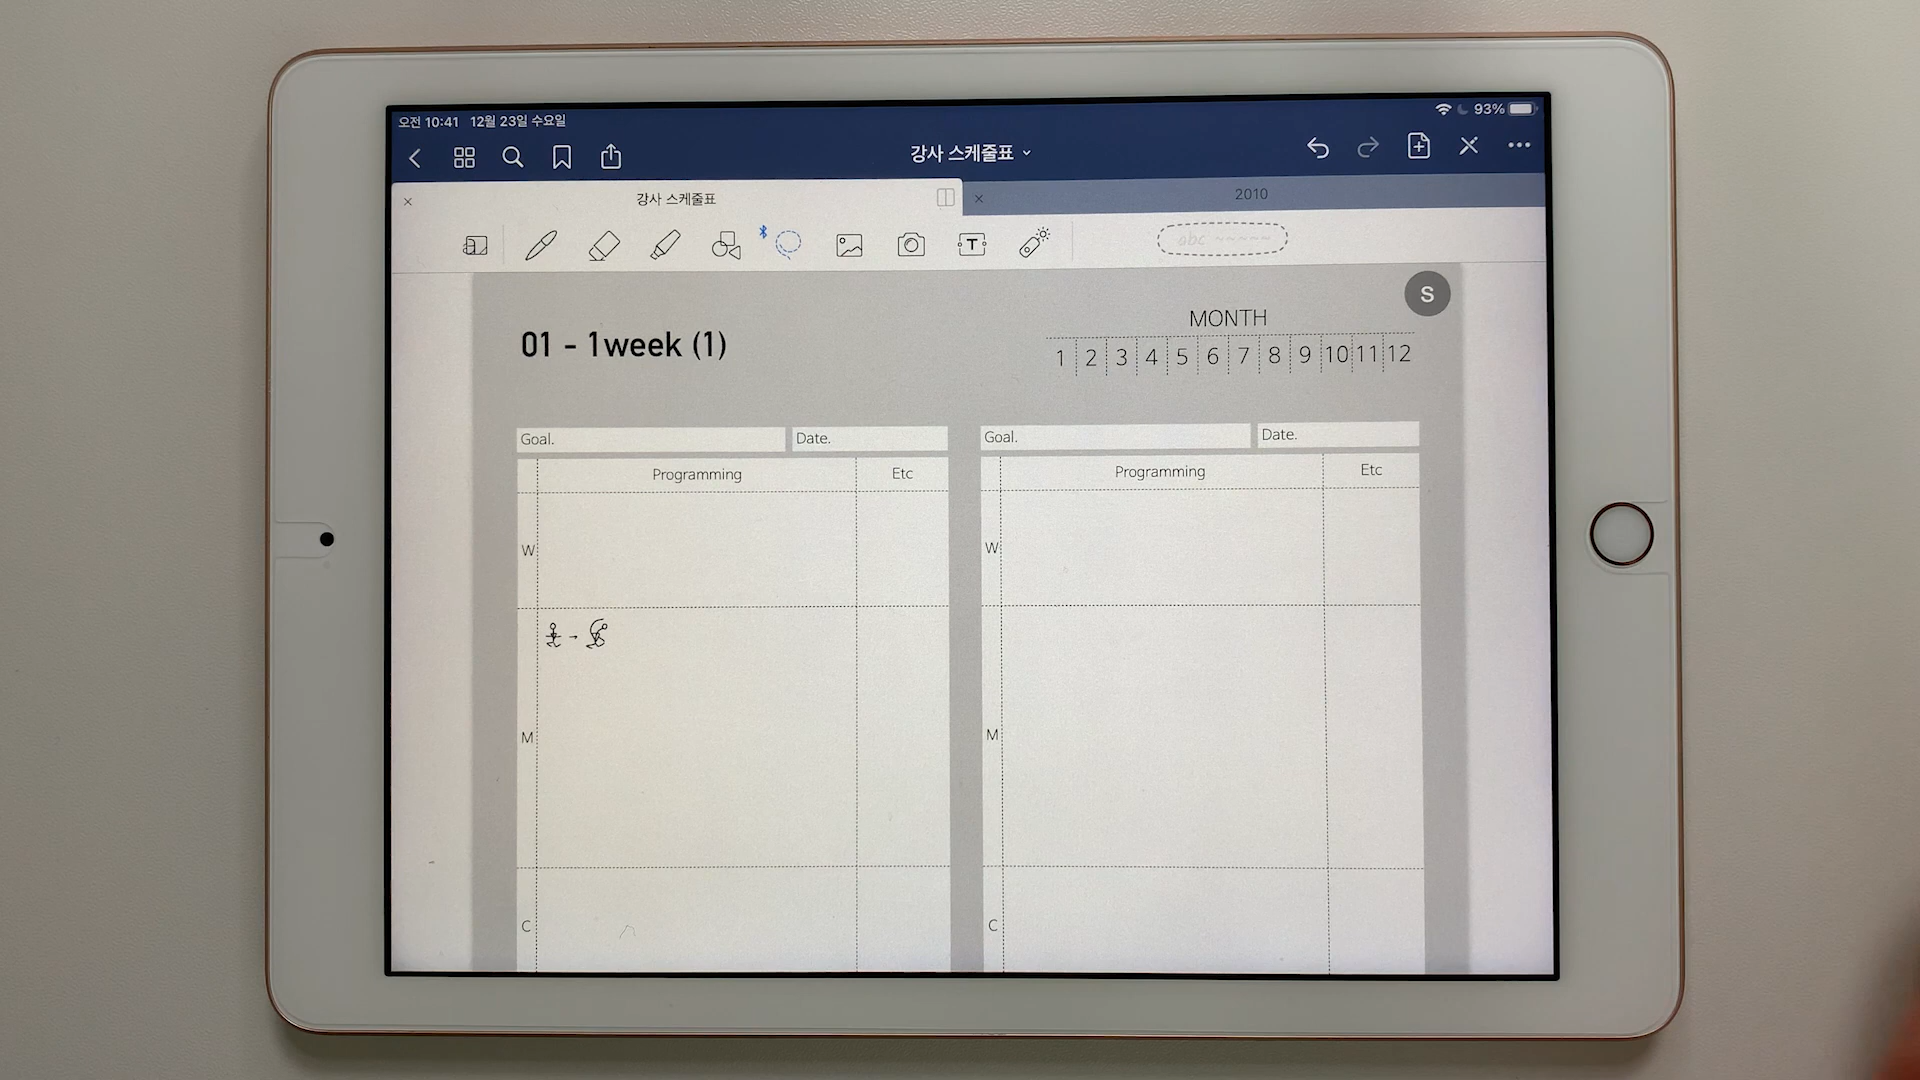 오전 10:41 12월 23일 수요일
93%
강사 스케줄표
강사 스케줄표
2010
T
abc
S
01 - 1week (1)
MONTH
1 2 3 4 5 6 7 8 9 10 11 12
Goal. Date. Goal. Date.
Programming Etc Programming Etc
W W
M M
C C